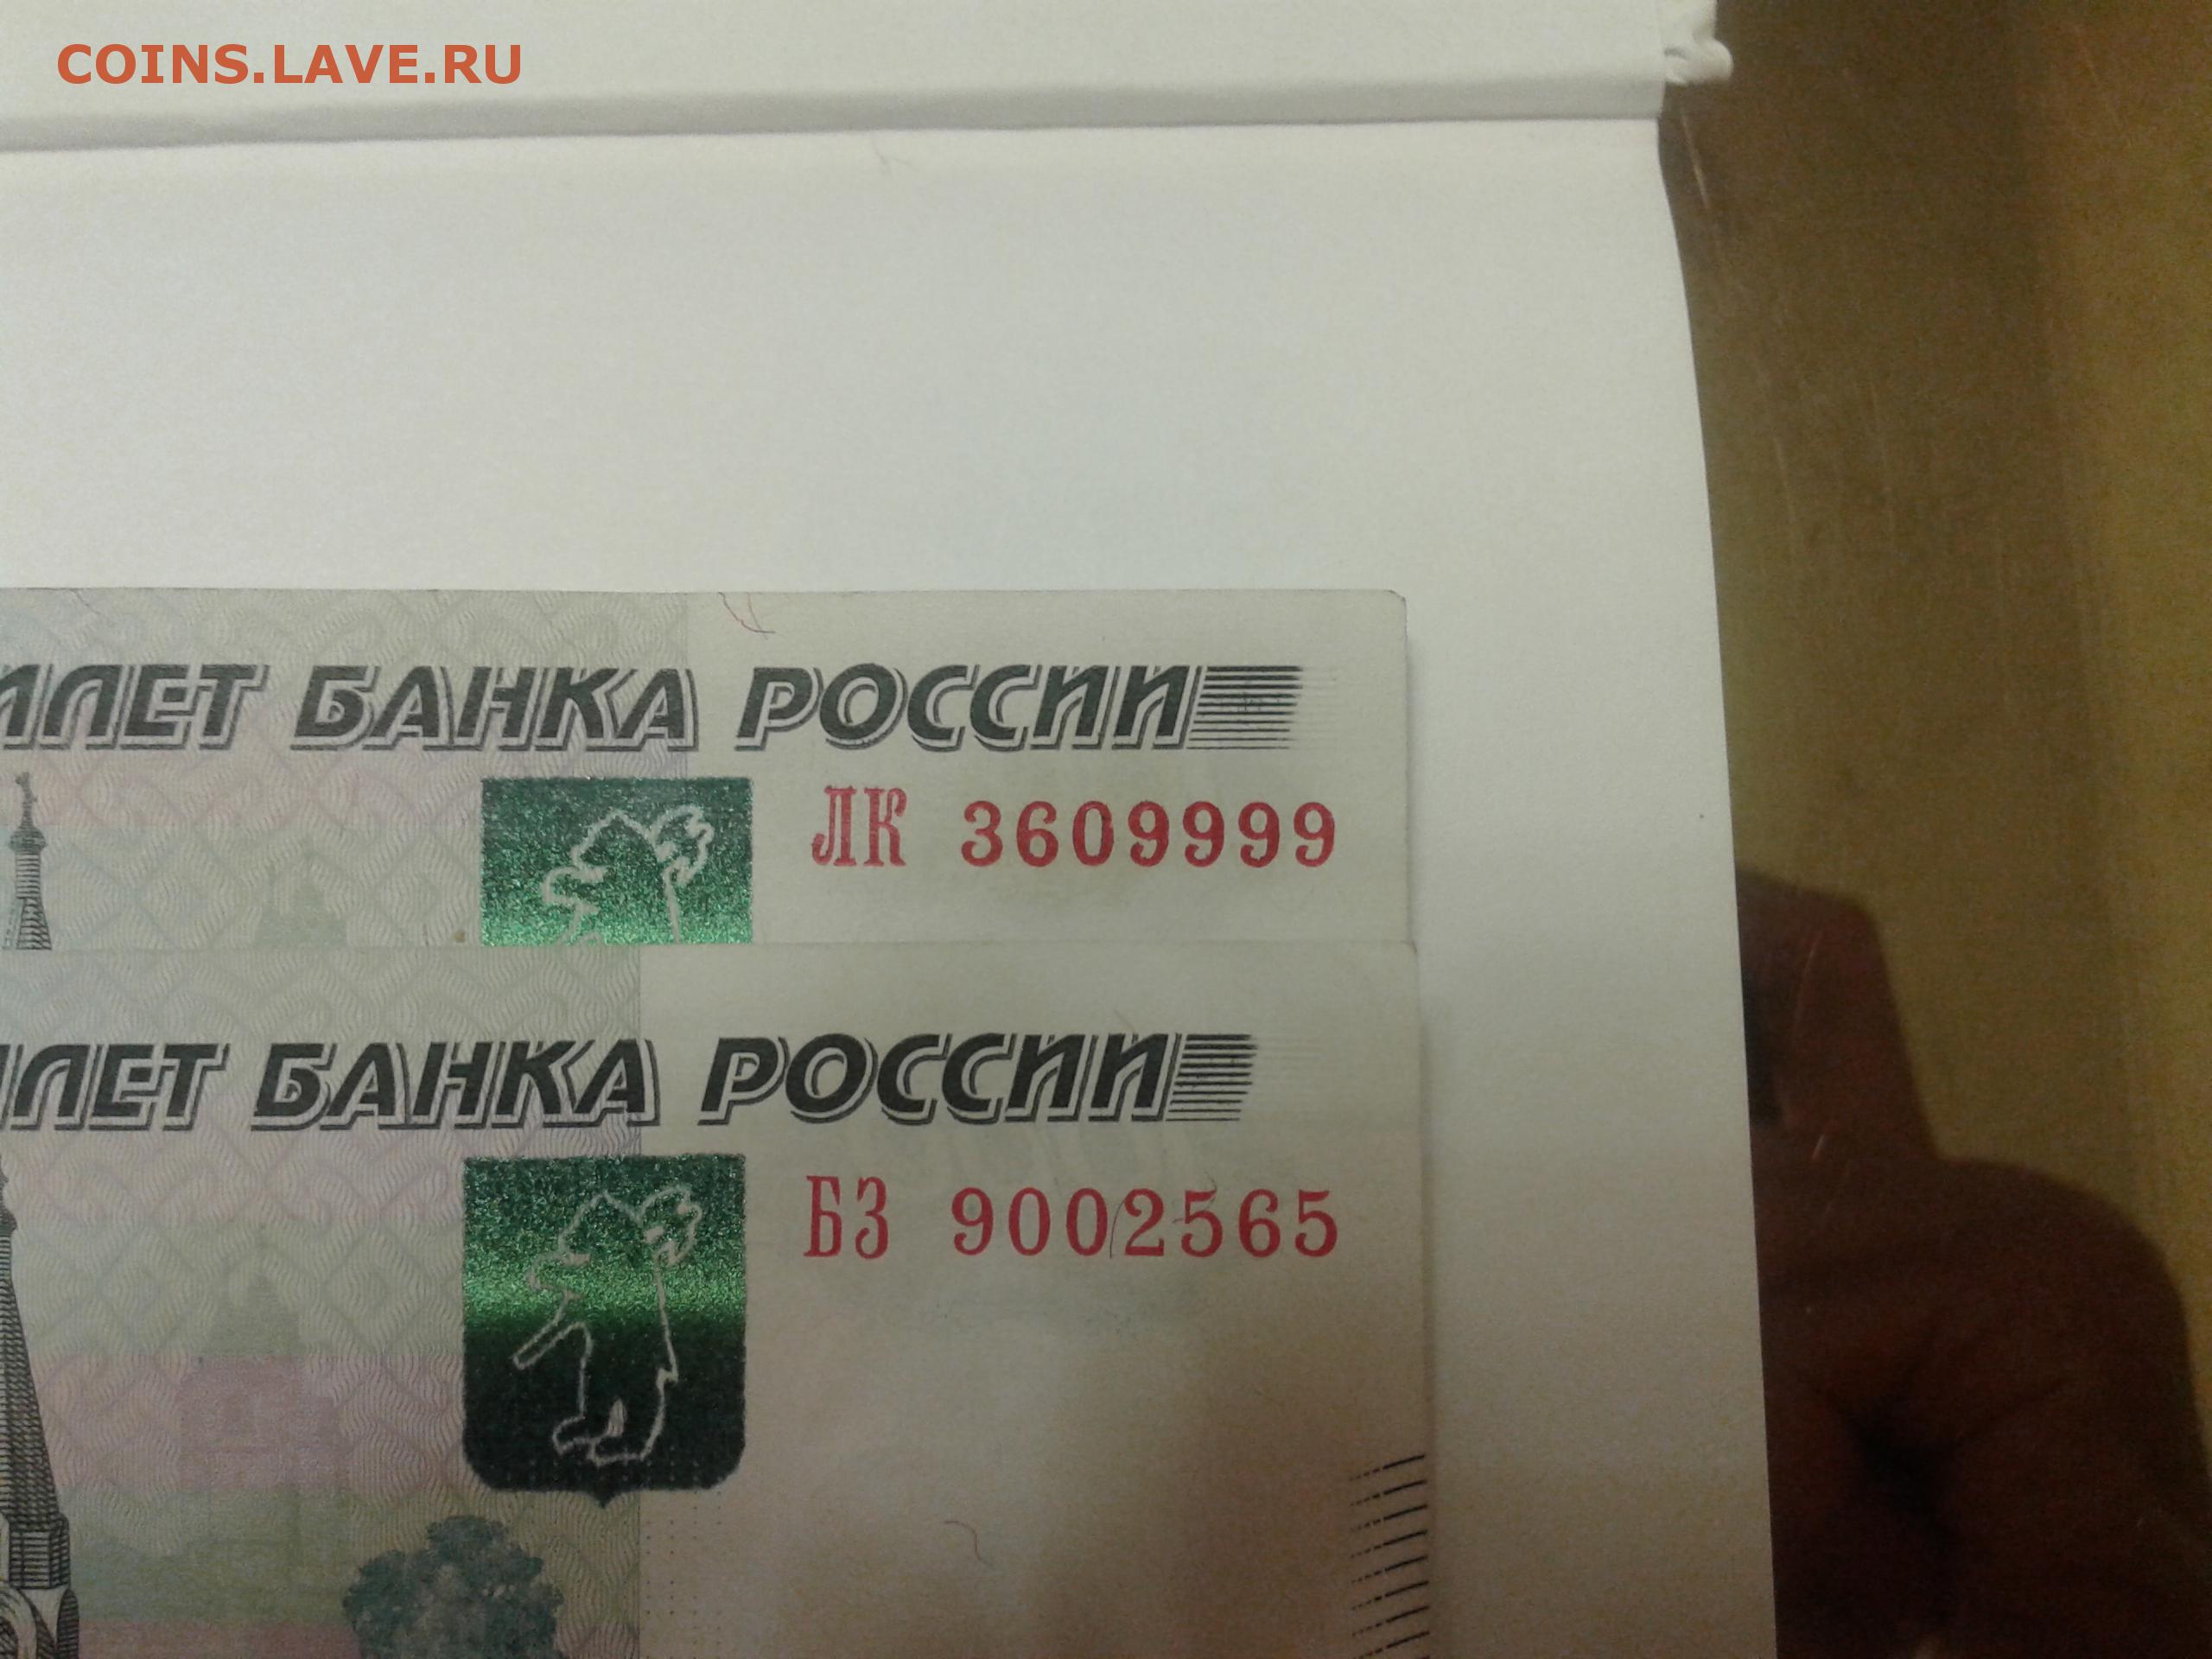 COINS.LAVE.RU
ИЛЕТ БАНКА РОССИИ
ЛК 3609999
ИЛЕТ БАНКА РОССИИ
БЗ 9002565